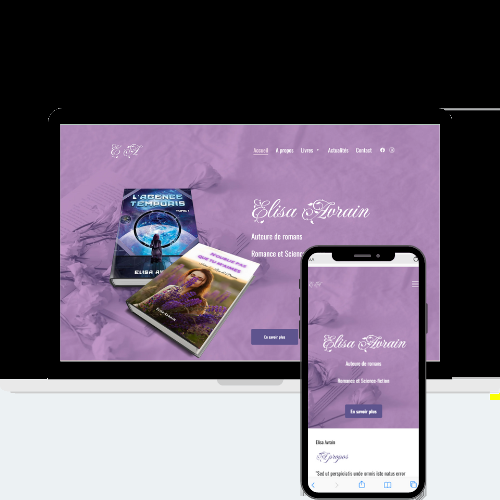 E A
Accueil A propos Livres Actualités Contact
L'AGENCE
TEMPORIS
ELISA A
N'OUBLIE PAS
QUE TU M'AIMES
Elisa Avrain
Auteure de romans
Romance et Science
En savoir plus
Elisa Avrain
Auteure de romans
Romance et Science-fiction
En savoir plus
Elisa Avrain
A propos
"Sed ut perspiciatis unde omnis iste natus error